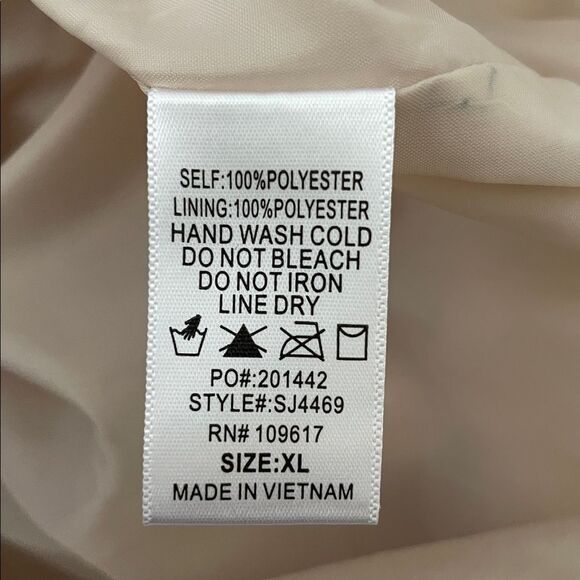 SELF:100%POLYESTER
LINING:100%POLYESTER
HAND WASH COLD
DO NOT BLEACH
DO NOT IRON
LINE DRY
PO#:201442
STYLE#:SJ4469
RN# 109617
SIZE:XL
MADE IN VIETNAM